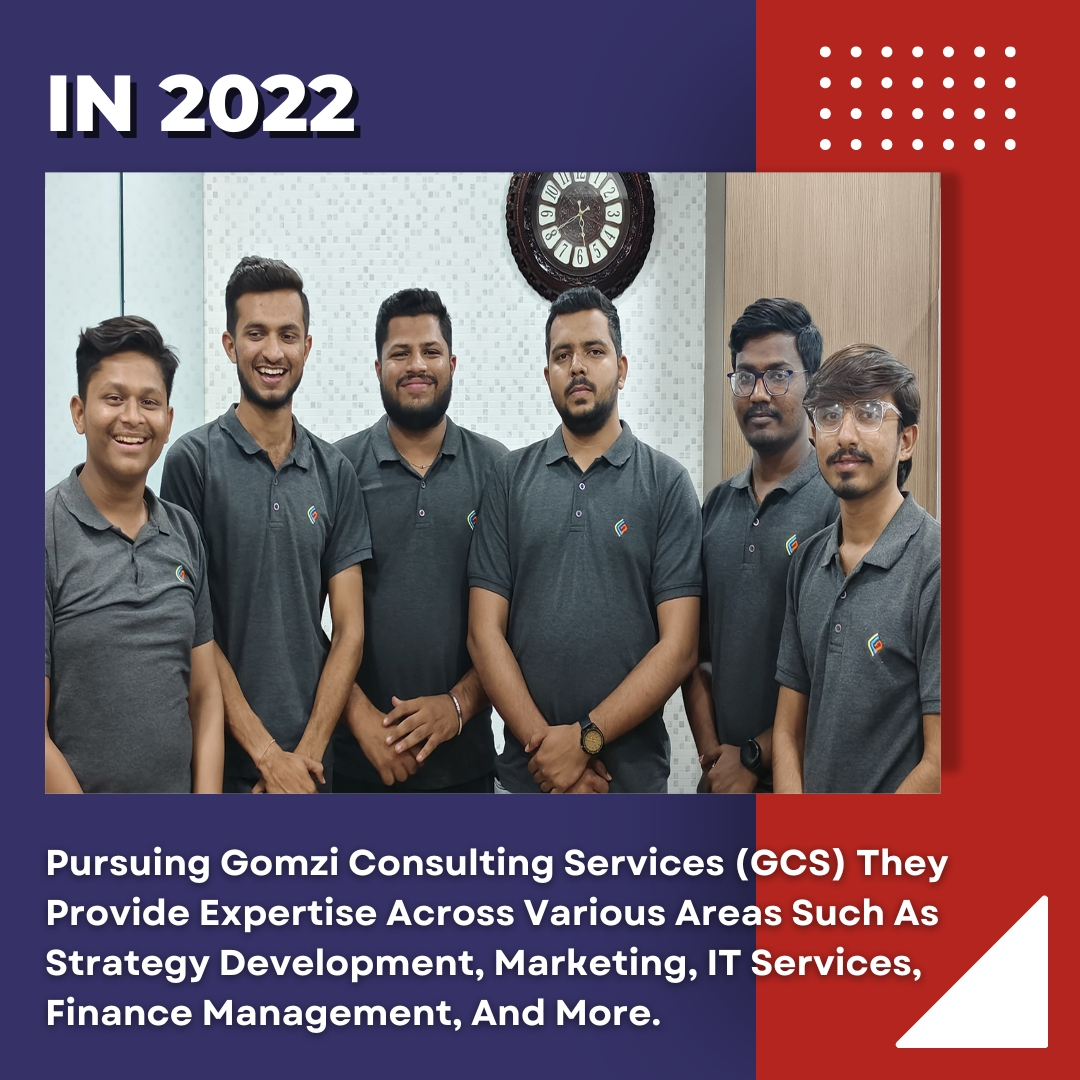 IN 2022
Pursuing Gomzi Consulting Services (GCS) They
Provide Expertise Across Various Areas Such As
Strategy Development, Marketing, IT Services,
Finance Management, And More.